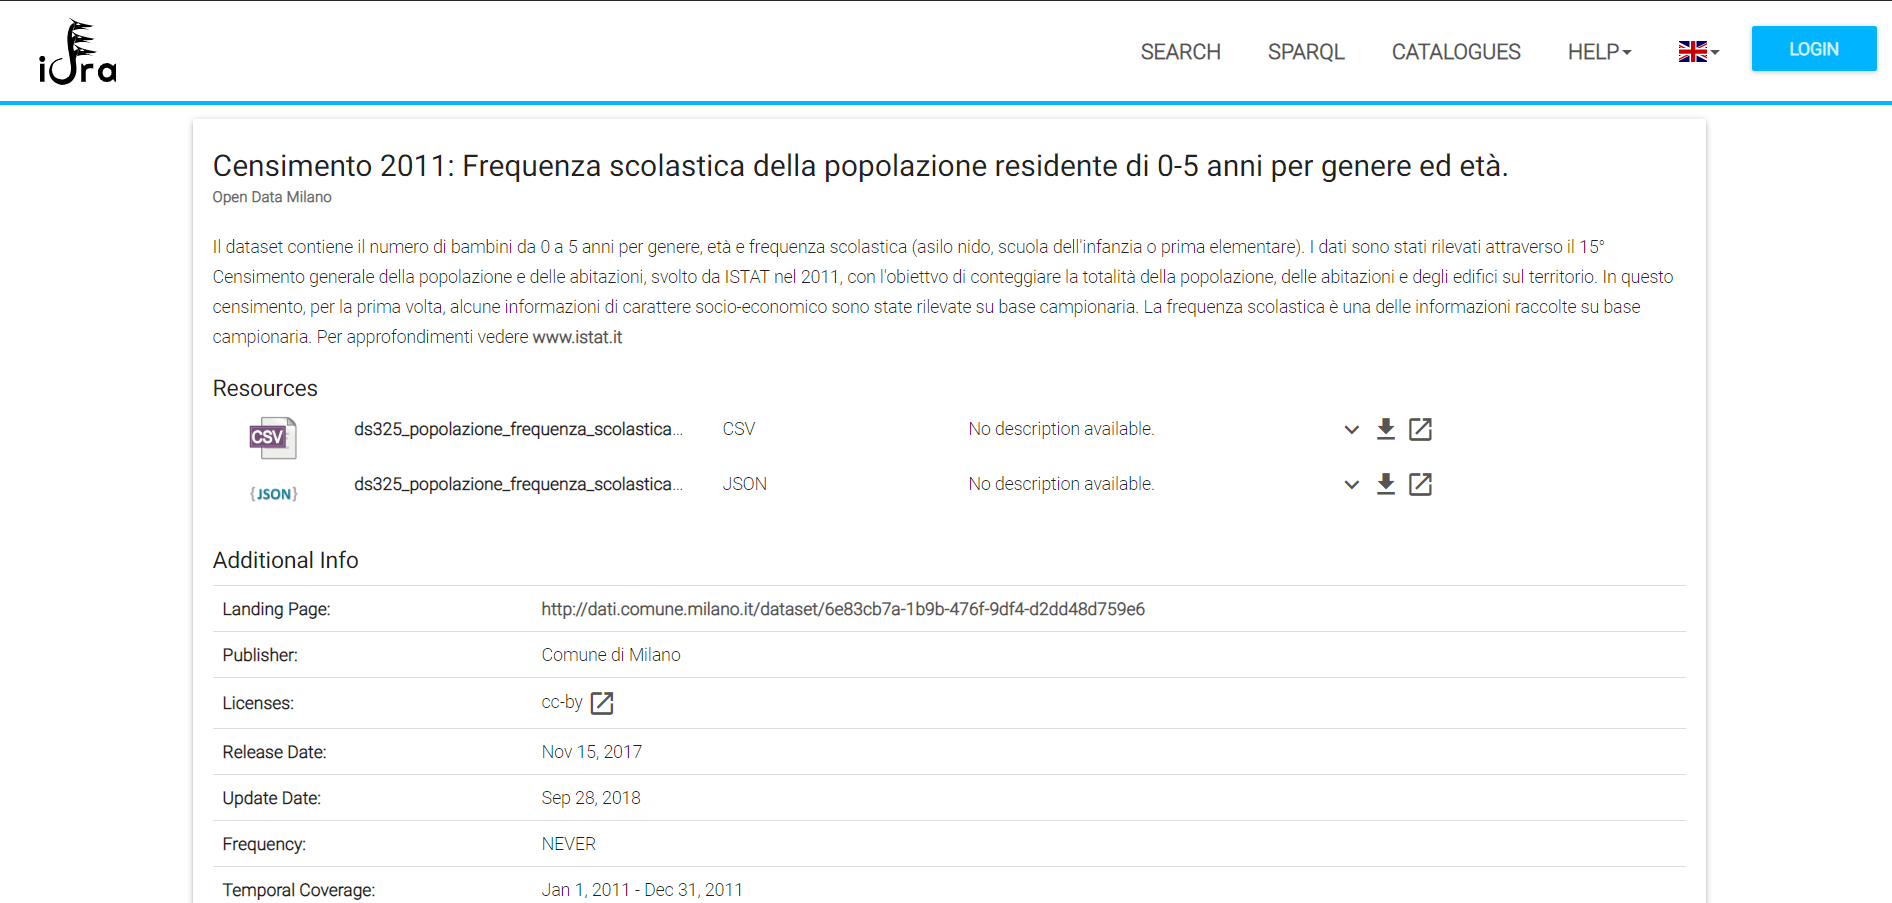 idra
SEARCH SPARQL CATALOGUES HELP LOGIN
Censimento 2011: Frequenza scolastica della popolazione residente di 0-5 anni per genere ed età.
Open Data Milano
Il dataset contiene il numero di bambini da 0 a 5 anni per genere, età e frequenza scolastica (asilo nido, scuola dell'infanzia o prima elementare). I dati sono stati rilevati attraverso il 15°
Censimento generale della popolazione e delle abitazioni, svolto da ISTAT nel 2011, con l'obiettvo di conteggiare la totalità della popolazione, delle abitazioni e degli edifici sul territorio. In questo
censimento, per la prima volta, alcune informazioni di carattere socio-economico sono state rilevate su base campionaria. La frequenza scolastica è una delle informazioni raccolte su base
campionaria. Per approfondimenti vedere www.istat.it
Resources
CSV ds325_popolazione_frequenza_scolastica... CSV No description available.
{JSON} ds325_popolazione_frequenza_scolastica... JSON No description available.
Additional Info
Landing Page: http://dati.comune.milano.it/dataset/6e83cb7a-1b9b-476f-9df4-d2dd48d759e6
Publisher: Comune di Milano
Licenses: cc-by
Release Date: Nov 15, 2017
Update Date: Sep 28, 2018
Frequency: NEVER
Temporal Coverage: Jan 1, 2011 - Dec 31, 2011